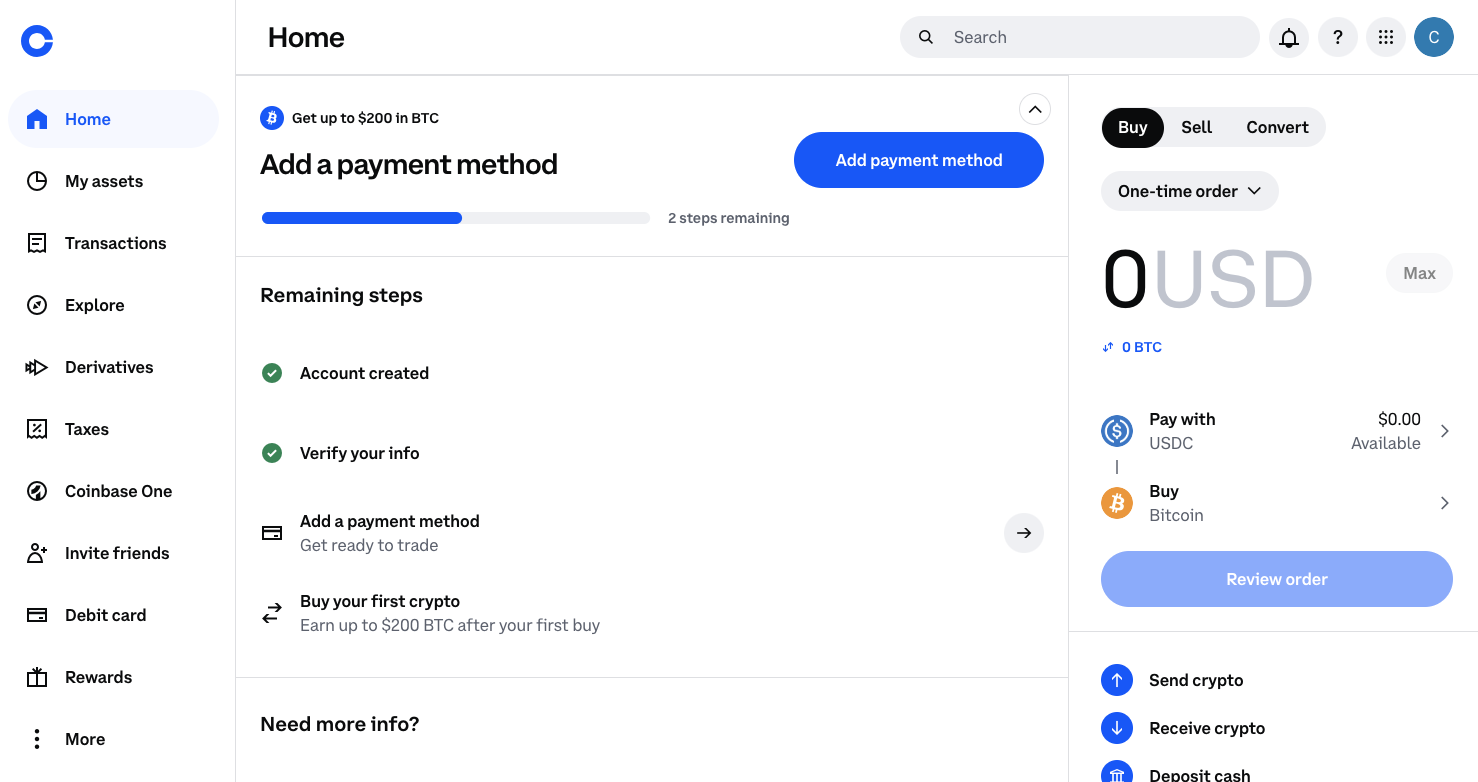 Home
Search
?
C
Home
My assets
Transactions
Explore
Derivatives
Taxes
Coinbase One
Invite friends
Debit card
Rewards
More
Get up to $200 in BTC
Add a payment method
Add payment method
2 steps remaining
Remaining steps
Account created
Verify your info
Add a payment method
Get ready to trade
Buy your first crypto
Earn up to $200 BTC after your first buy
Need more info?
Buy Sell Convert
One-time order
0USD
Max
0 BTC
Pay with $0.00
USDC Available
Buy
Bitcoin
Review order
Send crypto
Receive crypto
Deposit cash